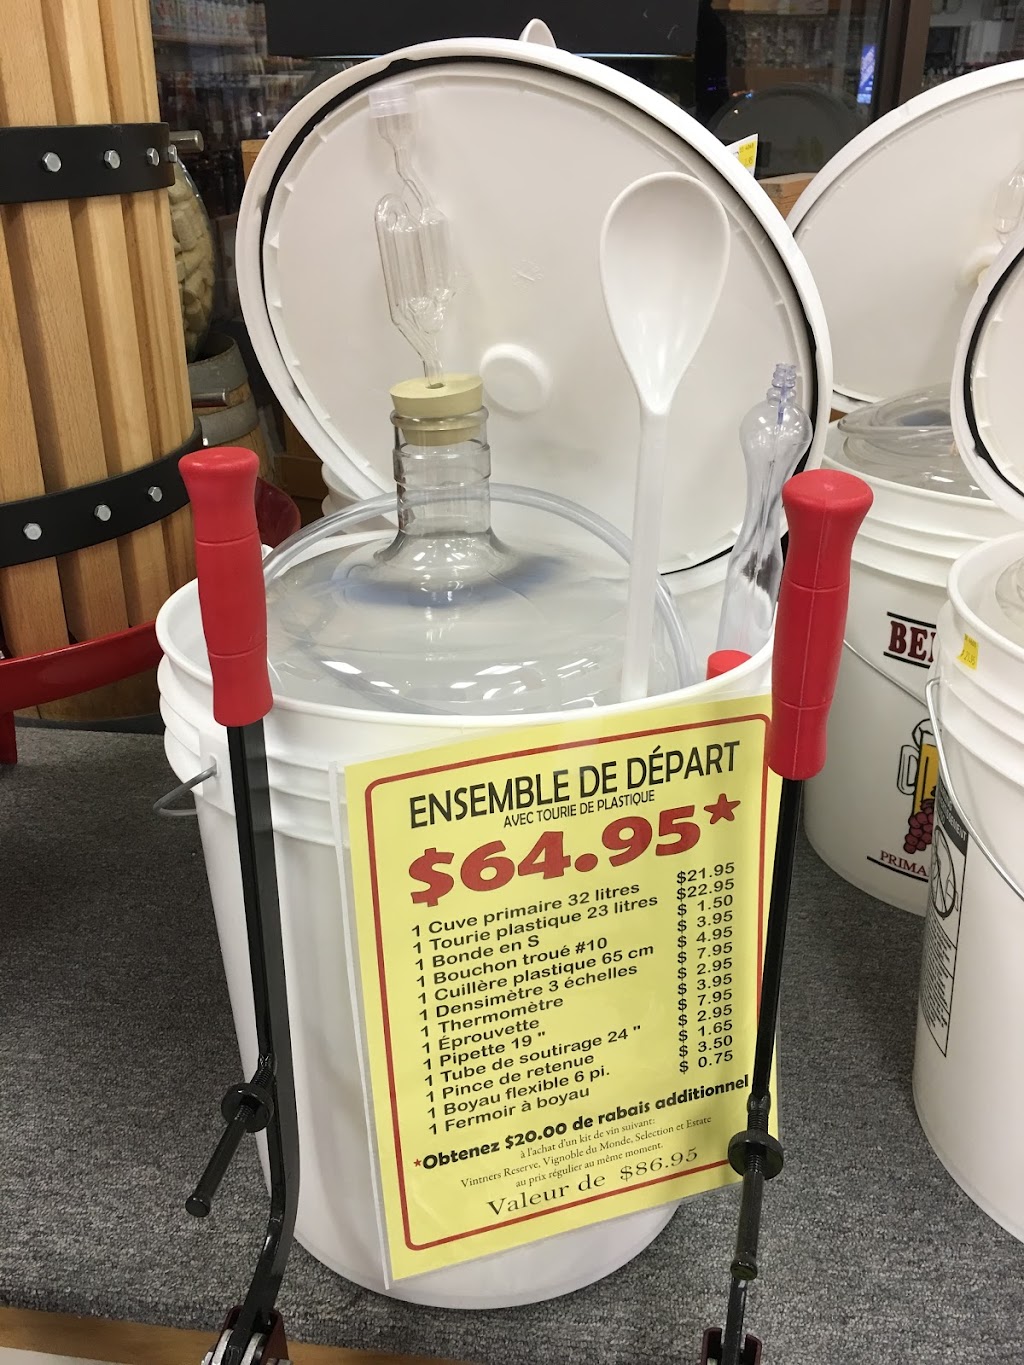 ENSEMBLE DE DÉPART
AVEC TOURIE DE PLASTIQUE
$64.95*
1 Cuve primaire 32 litres $21.95
1 Tourie plastique 23 litres $22.95
1 Bonde en S $ 1.50
1 Bouchon troué #10 $ 3.95
1 Cuillère plastique 65 cm $ 4.95
1 Densimètre 3 échelles $ 7.95
1 Thermomètre $ 2.95
1 Éprouvette $ 3.95
1 Pipette 19 " $ 7.95
1 Tube de soutirage 24 " $ 2.95
1 Pince de retenue $ 1.65
1 Boyau flexible 6 pi. $ 3.50
1 Fermoir à boyau $ 0.75
*Obtenez $20.00 de rabais additionnel
à l'achat d'un kit de vin suivant:
Vintners Reserve, Vignoble du Monde, Selection et Estate
au prix régulier au même moment.
Valeur de $86.95
BE
PRIMA